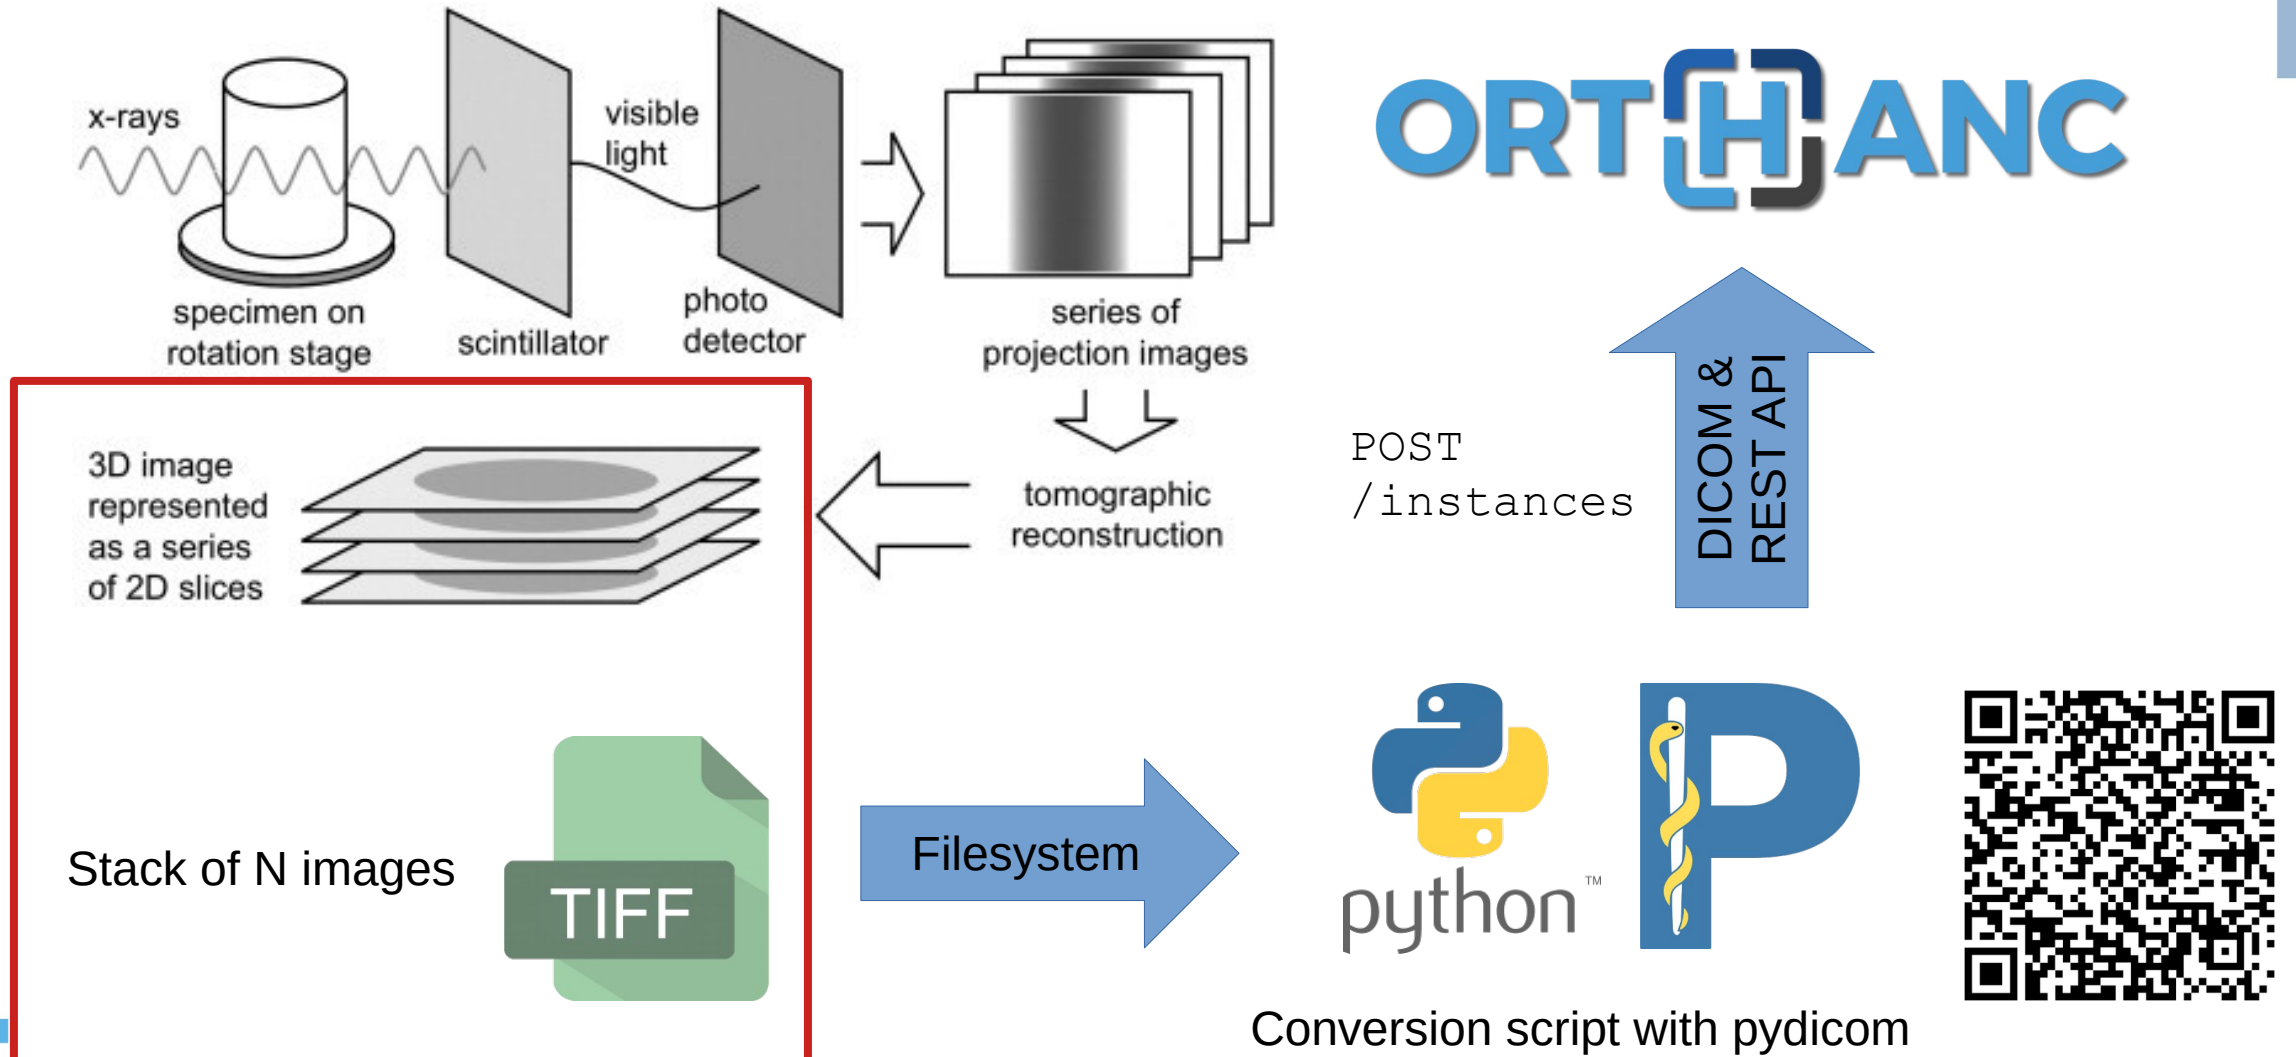 x-rays
visible
light
specimen on
rotation stage
scintillator
photo
detector
series of
projection images
tomographic
reconstruction
3D image
represented
as a series
of 2D slices
Stack of N images
TIFF
Filesystem
python™
P
Conversion script with pydicom
POST
/instances
DICOM &
REST API
ORTHANC